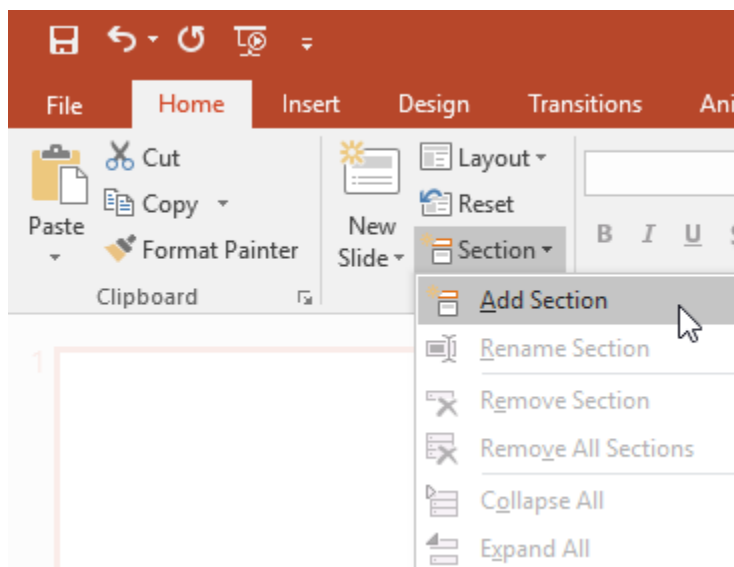 File Home Insert Design Transitions Ani
Cut Layout
Copy Reset
Paste New B I U S
Format Painter Slide Section
Clipboard Add Section
1 Rename Section
Remove Section
Remove All Sections
Collapse All
Expand All